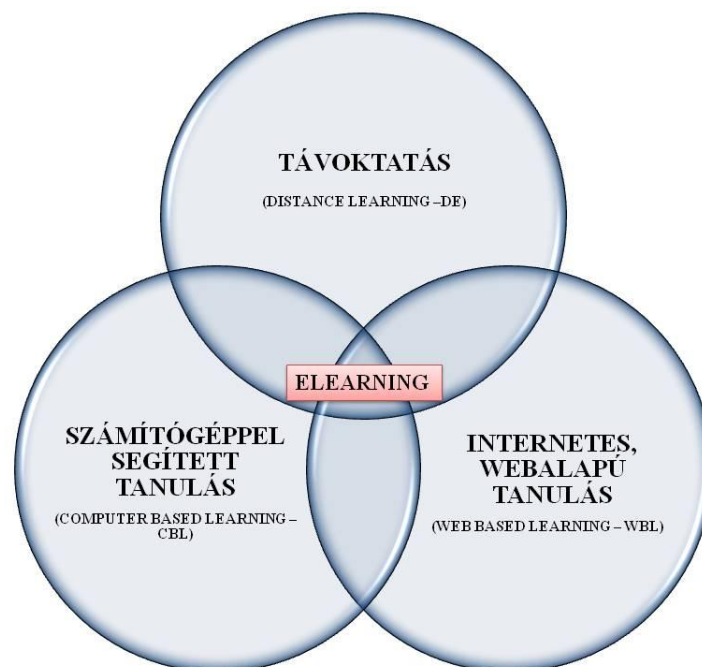 TÁVOKTATÁS
(DISTANCE LEARNING –DE)
ELEARNING
SZÁMÍTÓGÉPPEL
SEGÍTETT
TANULÁS
(COMPUTER BASED LEARNING –
CBL)
INTERNETES,
WEBALAPÚ
TANULÁS
(WEB BASED LEARNING – WBL)